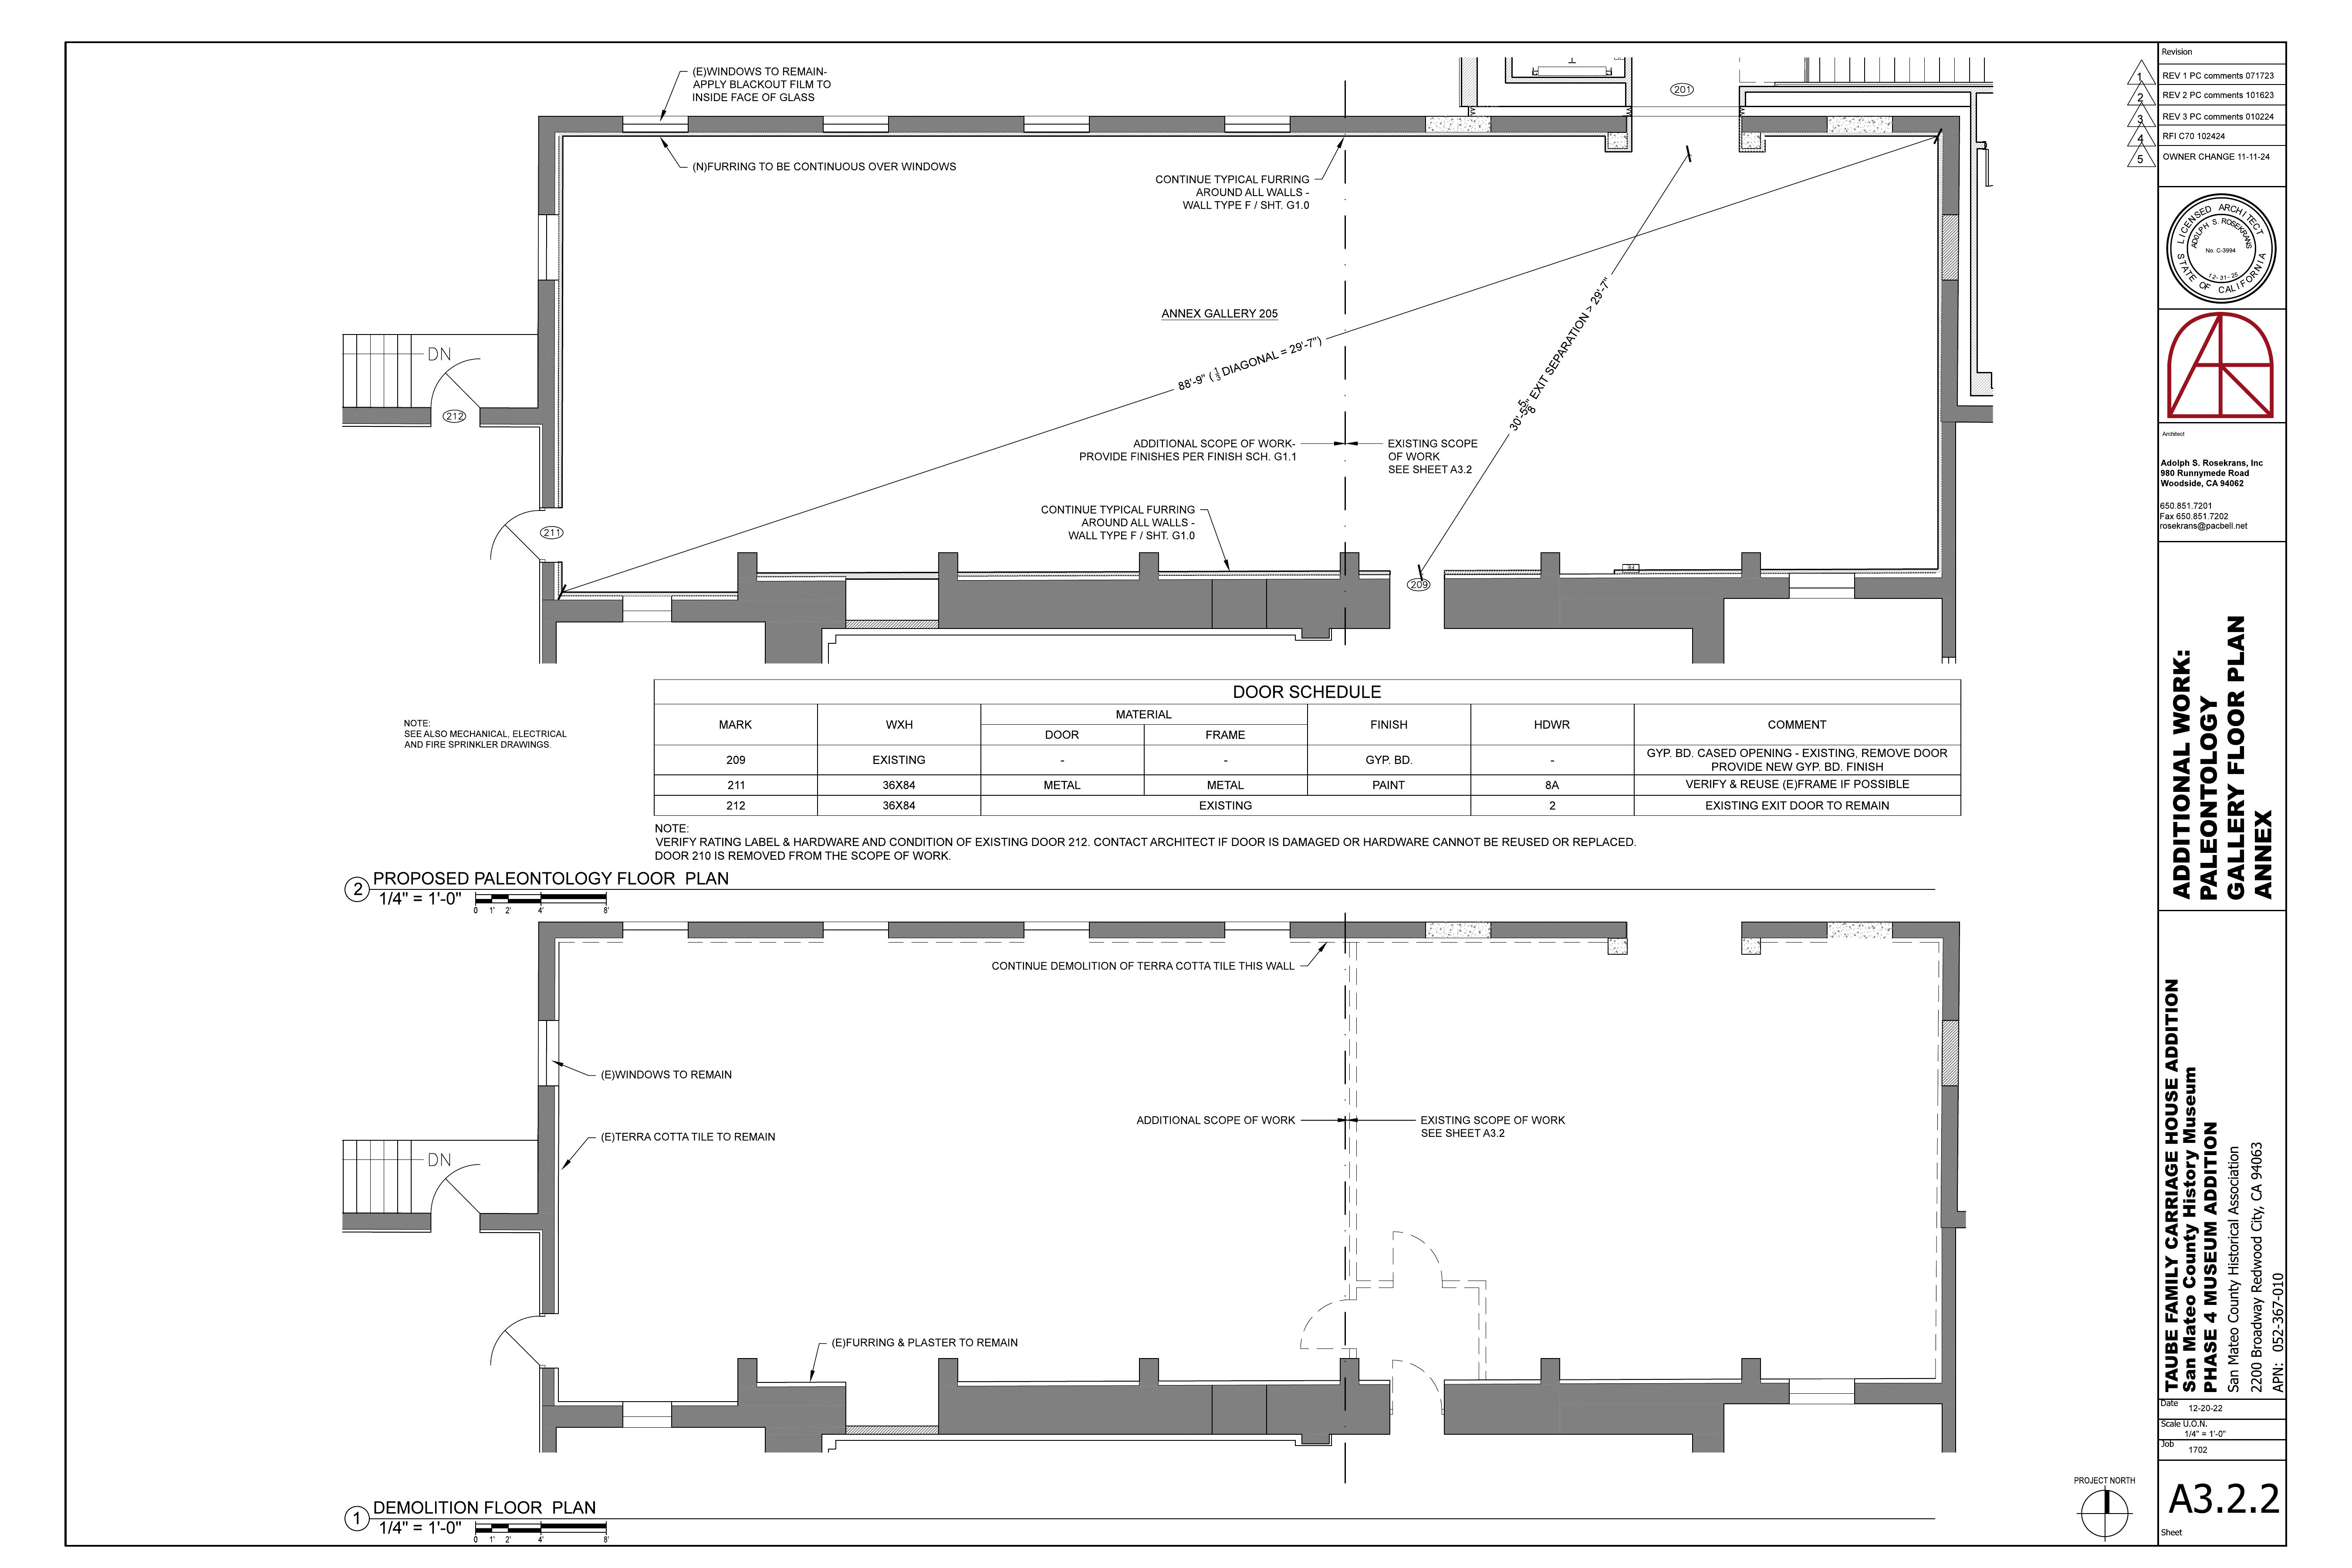 (E)WINDOWS TO REMAIN-
APPLY BLACKOUT FILM TO
INSIDE FACE OF GLASS
(N)FURRING TO BE CONTINUOUS OVER WINDOWS
CONTINUE TYPICAL FURRING
AROUND ALL WALLS -
WALL TYPE F / SHT. G1.0
201
ANNEX GALLERY 205
88'-9" ( 1/3 DIAGONAL = 29'-7")
30'-5 5/8" EXIT SEPARATION > 29'-7"
DN
212
ADDITIONAL SCOPE OF WORK-
PROVIDE FINISHES PER FINISH SCH. G1.1
EXISTING SCOPE
OF WORK
SEE SHEET A3.2
CONTINUE TYPICAL FURRING
AROUND ALL WALLS -
WALL TYPE F / SHT. G1.0
211
209
FE
NOTE:
SEE ALSO MECHANICAL, ELECTRICAL
AND FIRE SPRINKLER DRAWINGS.
DOOR SCHEDULE
MARK WXH MATERIAL FINISH HDWR COMMENT
DOOR FRAME
209 EXISTING - - GYP. BD. - GYP. BD. CASED OPENING - EXISTING, REMOVE DOOR
PROVIDE NEW GYP. BD. FINISH
211 36X84 METAL METAL PAINT 8A VERIFY & REUSE (E)FRAME IF POSSIBLE
212 36X84 EXISTING 2 EXISTING EXIT DOOR TO REMAIN
NOTE:
VERIFY RATING LABEL & HARDWARE AND CONDITION OF EXISTING DOOR 212. CONTACT ARCHITECT IF DOOR IS DAMAGED OR HARDWARE CANNOT BE REUSED OR REPLACED.
DOOR 210 IS REMOVED FROM THE SCOPE OF WORK.
2 PROPOSED PALEONTOLOGY FLOOR PLAN
1/4" = 1'-0"
0 1' 2' 4' 8'
CONTINUE DEMOLITION OF TERRA COTTA TILE THIS WALL
(E)WINDOWS TO REMAIN
(E)TERRA COTTA TILE TO REMAIN
ADDITIONAL SCOPE OF WORK
EXISTING SCOPE OF WORK
SEE SHEET A3.2
DN
(E)FURRING & PLASTER TO REMAIN
1 DEMOLITION FLOOR PLAN
1/4" = 1'-0"
0 1' 2' 4' 8'
PROJECT NORTH
Revision
1 REV 1 PC comments 071723
2 REV 2 PC comments 101623
3 REV 3 PC comments 010224
4 RFI C70 102424
5 OWNER CHANGE 11-11-24
LICENSED ARCHITECT
ADOLPH S. ROSEKRANS
No. C-3994
12-31-25
STATE OF CALIFORNIA
Architect
Adolph S. Rosekrans, Inc
980 Runnymede Road
Woodside, CA 94062
650.851.7201
Fax 650.851.7202
rosekrans@pacbell.net
ADDITIONAL WORK:
PALEONTOLOGY
GALLERY FLOOR PLAN
ANNEX
TAUBE FAMILY CARRIAGE HOUSE ADDITION
San Mateo County History Museum
PHASE 4 MUSEUM ADDITION
San Mateo County Historical Association
2200 Broadway Redwood City, CA 94063
APN: 052-367-010
Date
12-20-22
Scale U.O.N.
1/4" = 1'-0"
Job
1702
A3.2.2
Sheet